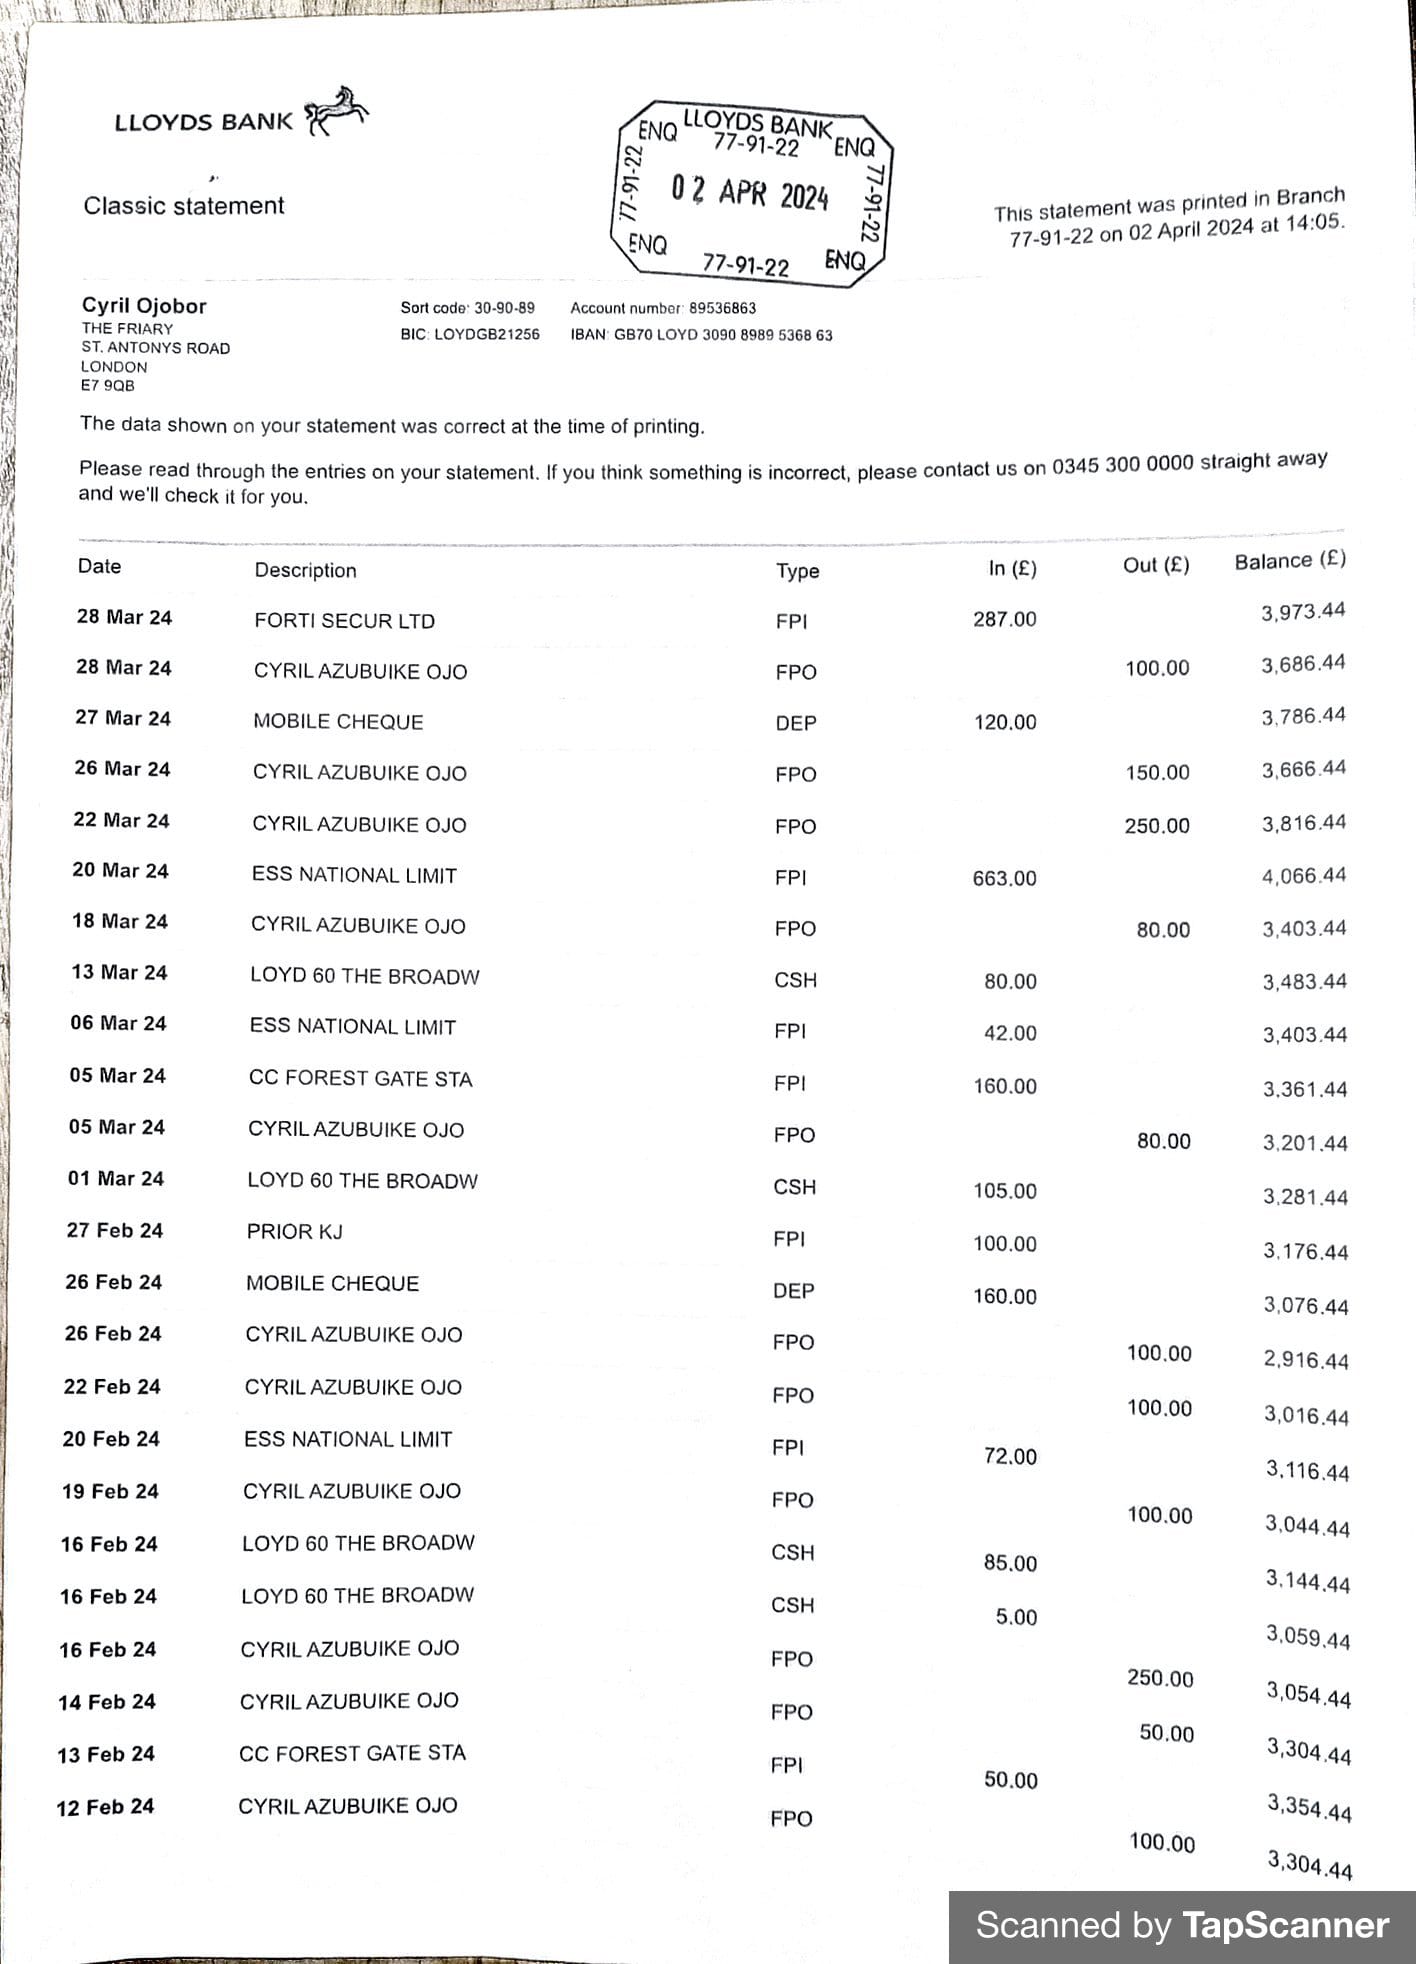 LLOYDS BANK
LLOYDS BANK
77-91-22
ENQ
ENQ
77-91-22
77-91-22
02 APR 2024
ENQ
ENQ
77-91-22
Classic statement
This statement was printed in Branch
77-91-22 on 02 April 2024 at 14:05.
Cyril Ojobor
THE FRIARY
ST. ANTONYS ROAD
LONDON
E7 9QB
Sort code: 30-90-89 Account number: 89536863
BIC: LOYDGB21256 IBAN: GB70 LOYD 3090 8989 5368 63
The data shown on your statement was correct at the time of printing.
Please read through the entries on your statement. If you think something is incorrect, please contact us on 0345 300 0000 straight away
and we'll check it for you.
Date Description Type In (£) Out (£) Balance (£)
28 Mar 24 FORTI SECUR LTD FPI 287.00 3,973.44
28 Mar 24 CYRIL AZUBUIKE OJO FPO 100.00 3,686.44
27 Mar 24 MOBILE CHEQUE DEP 120.00 3,786.44
26 Mar 24 CYRIL AZUBUIKE OJO FPO 150.00 3,666.44
22 Mar 24 CYRIL AZUBUIKE OJO FPO 250.00 3,816.44
20 Mar 24 ESS NATIONAL LIMIT FPI 663.00 4,066.44
18 Mar 24 CYRIL AZUBUIKE OJO FPO 80.00 3,403.44
13 Mar 24 LOYD 60 THE BROADW CSH 80.00 3,483.44
06 Mar 24 ESS NATIONAL LIMIT FPI 42.00 3,403.44
05 Mar 24 CC FOREST GATE STA FPI 160.00 3,361.44
05 Mar 24 CYRIL AZUBUIKE OJO FPO 80.00 3,201.44
01 Mar 24 LOYD 60 THE BROADW CSH 105.00 3,281.44
27 Feb 24 PRIOR KJ FPI 100.00 3,176.44
26 Feb 24 MOBILE CHEQUE DEP 160.00 3,076.44
26 Feb 24 CYRIL AZUBUIKE OJO FPO 100.00 2,916.44
22 Feb 24 CYRIL AZUBUIKE OJO FPO 100.00 3,016.44
20 Feb 24 ESS NATIONAL LIMIT FPI 72.00 3,116.44
19 Feb 24 CYRIL AZUBUIKE OJO FPO 100.00 3,044.44
16 Feb 24 LOYD 60 THE BROADW CSH 85.00 3,144.44
16 Feb 24 LOYD 60 THE BROADW CSH 5.00 3,059.44
16 Feb 24 CYRIL AZUBUIKE OJO FPO 250.00 3,054.44
14 Feb 24 CYRIL AZUBUIKE OJO FPO 50.00 3,304.44
13 Feb 24 CC FOREST GATE STA FPI 50.00 3,354.44
12 Feb 24 CYRIL AZUBUIKE OJO FPO 100.00 3,304.44
Scanned by TapScanner